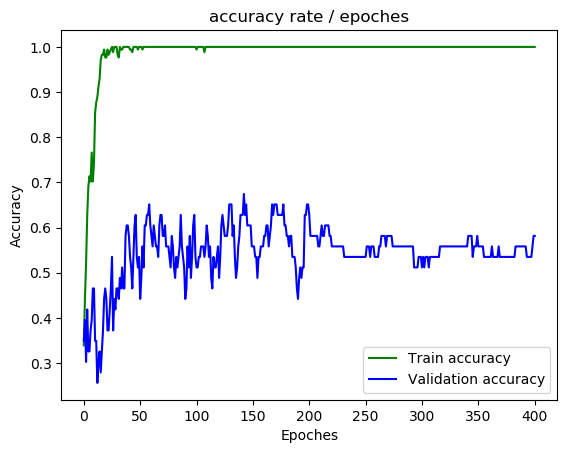 accuracy rate / epoches
1.0
0.9
0.8
0.7
0.6
0.5
0.4
0.3
Accuracy
0 50 100 150 200 250 300 350 400
Epoches
Train accuracy
Validation accuracy